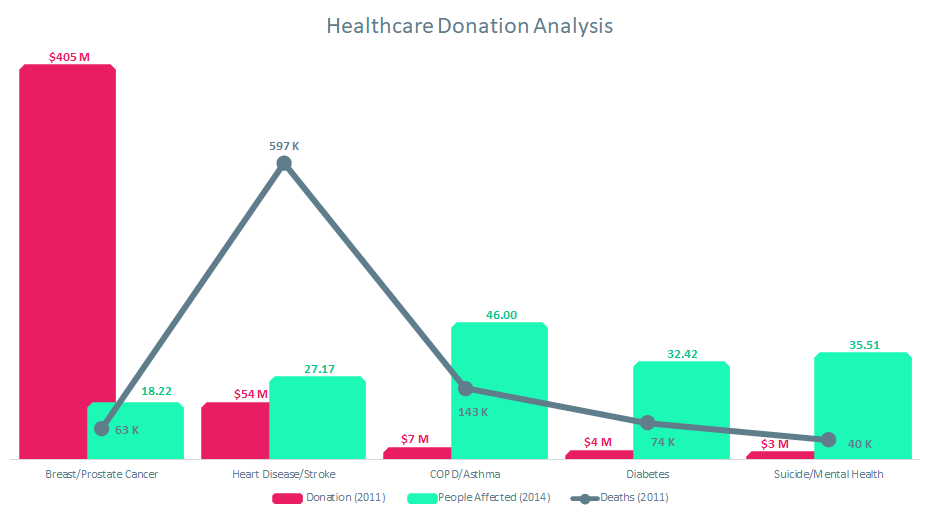 Healthcare Donation Analysis
$405 M
597 K
46.00
35.51
32.42
27.17
18.22
$54 M
143 K
63 K
$7 M
$4 M
74 K
$3 M
40 K
Breast/Prostate Cancer
Heart Disease/Stroke
COPD/Asthma
Diabetes
Suicide/Mental Health
Donation (2011)
People Affected (2014)
Deaths (2011)